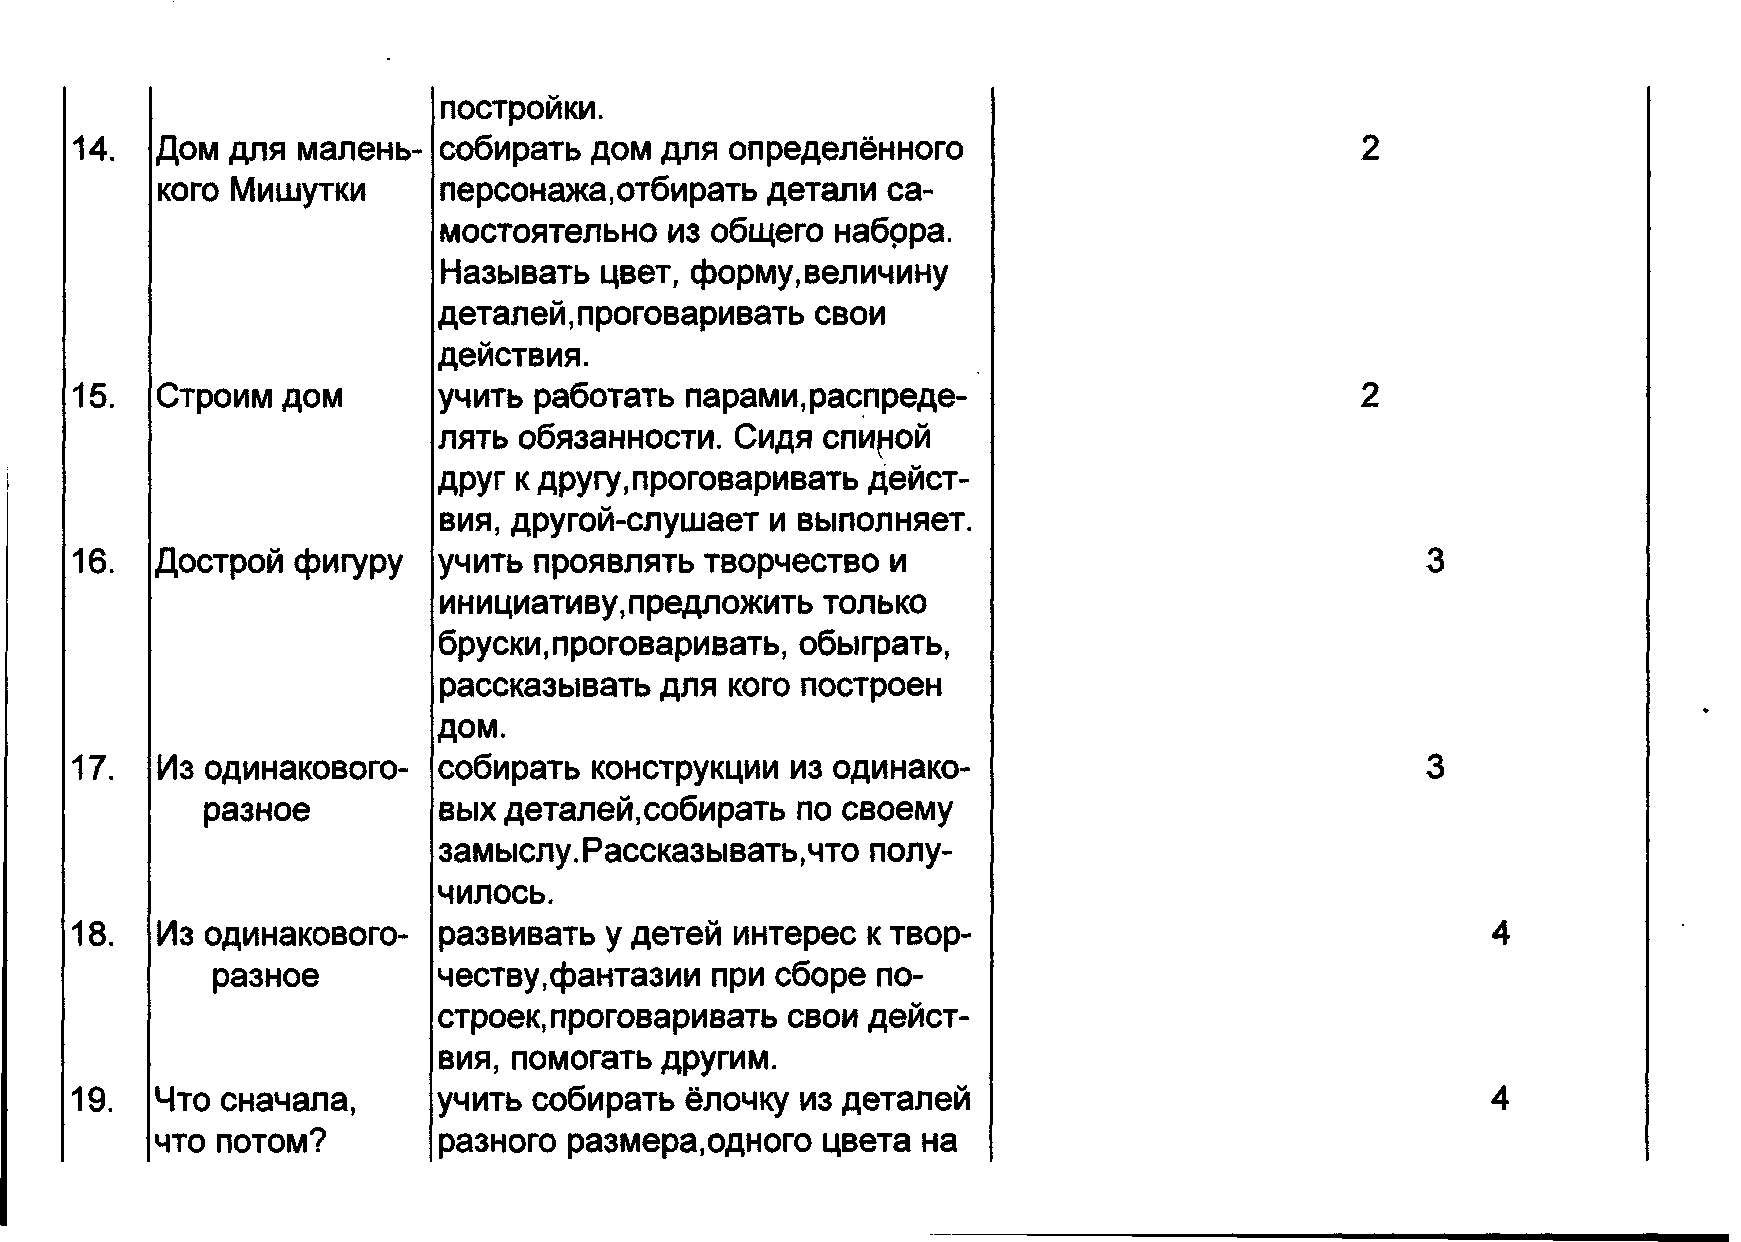 постройки.
14. Дом для малень- собирать дом для определённого 2
кого Мишутки персонажа,отбирать детали са-
мостоятельно из общего набора.
Называть цвет, форму,величину
деталей,проговаривать свои
действия.
15. Строим дом учить работать парами,распреде- 2
лять обязанности. Сидя спиной
друг к другу,проговаривать дейст-
вия, другой-слушает и выполняет.
16. Дострой фигуру учить проявлять творчество и 3
инициативу,предложить только
бруски,проговаривать, обыграть,
рассказывать для кого построен
дом.
17. Из одинакового- собирать конструкции из одинако- 3
разное вых деталей,собирать по своему
замыслу.Рассказывать,что полу-
чилось.
18. Из одинакового- развивать у детей интерес к твор- 4
разное честву,фантазии при сборе по-
строек,проговаривать свои дейст-
вия, помогать другим.
19. Что сначала, учить собирать ёлочку из деталей 4
что потом? разного размера,одного цвета на